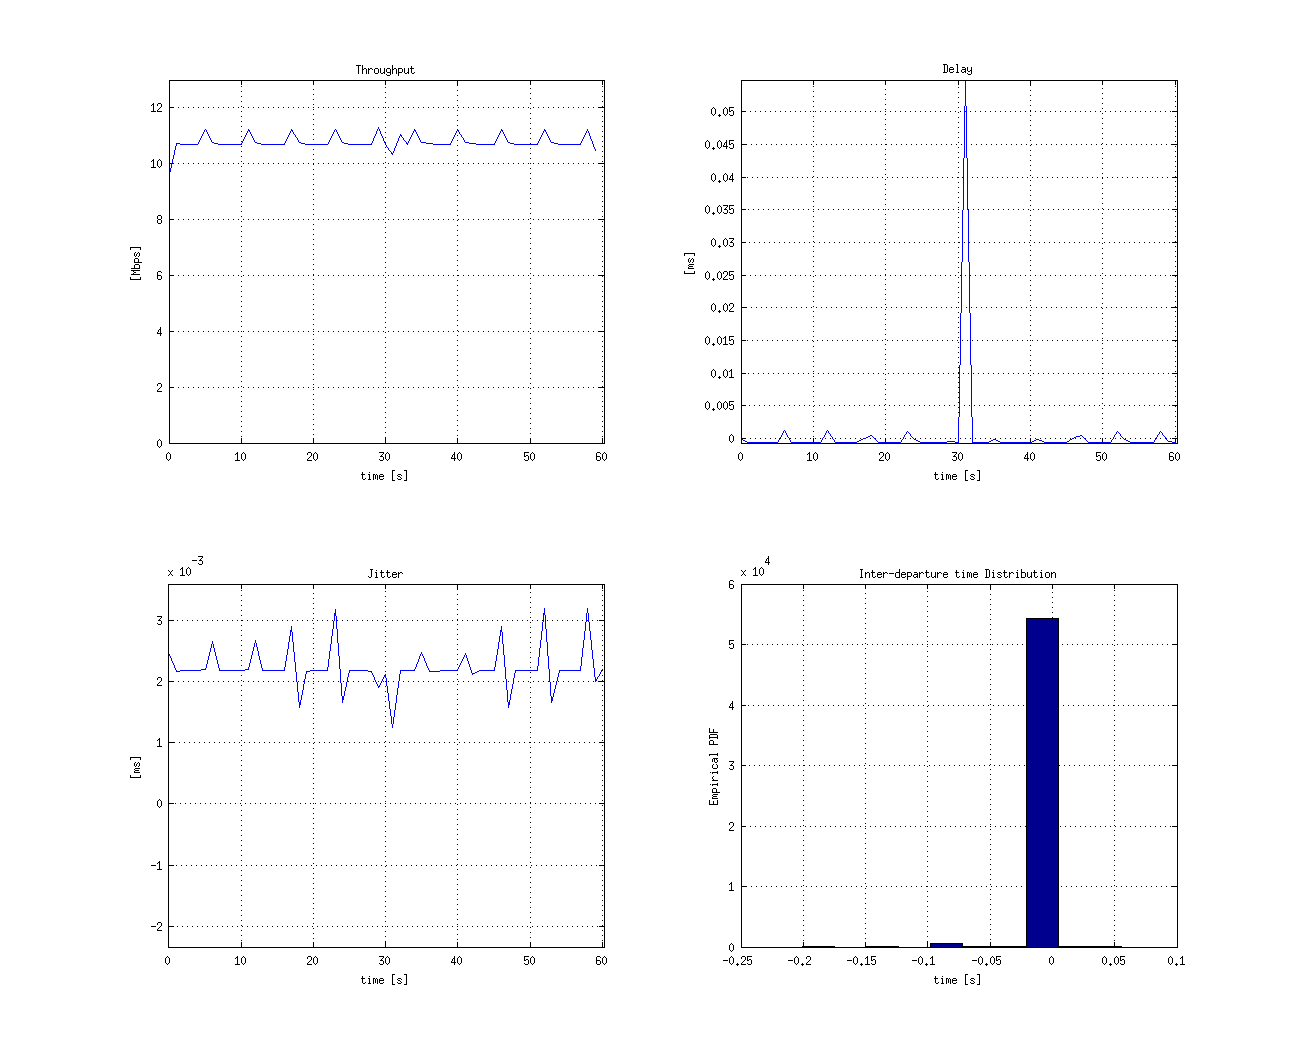 Throughput
12
10
8
6
4
2
0
[Mbps]
0 10 20 30 40 50 60
time [s]
Delay
0.05
0.045
0.04
0.035
0.03
0.025
0.02
0.015
0.01
0.005
0
[ms]
0 10 20 30 40 50 60
time [s]
x 10^-3
Jitter
3
2
1
0
-1
-2
[ms]
0 10 20 30 40 50 60
time [s]
x 10^4
Inter-departure time Distribution
6
5
4
3
2
1
0
Empirical PDF
-0.25 -0.2 -0.15 -0.1 -0.05 0 0.05 0.1
time [s]